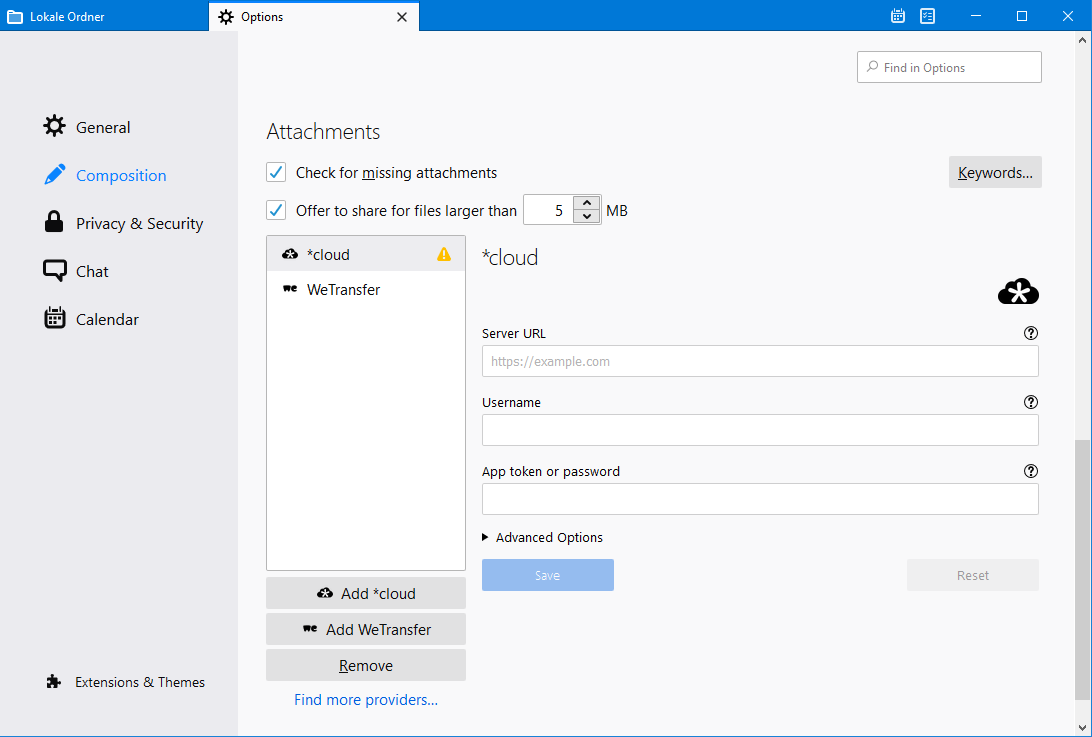 Lokale Ordner
Options
Find in Options
General
Composition
Privacy & Security
Chat
Calendar
Extensions & Themes
Attachments
Check for missing attachments
Keywords...
Offer to share for files larger than 5 MB
*cloud
WeTransfer
Add *cloud
Add WeTransfer
Remove
Find more providers...
*cloud
Server URL
https://example.com
Username
App token or password
Advanced Options
Save
Reset